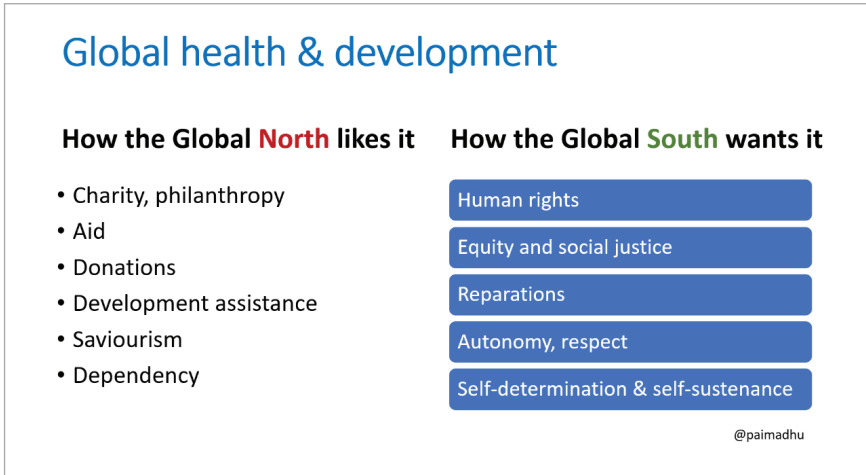 Global health & development
How the Global North likes it
• Charity, philanthropy
• Aid
• Donations
• Development assistance
• Saviourism
• Dependency
How the Global South wants it
Human rights
Equity and social justice
Reparations
Autonomy, respect
Self-determination & self-sustenance
@paimadhu